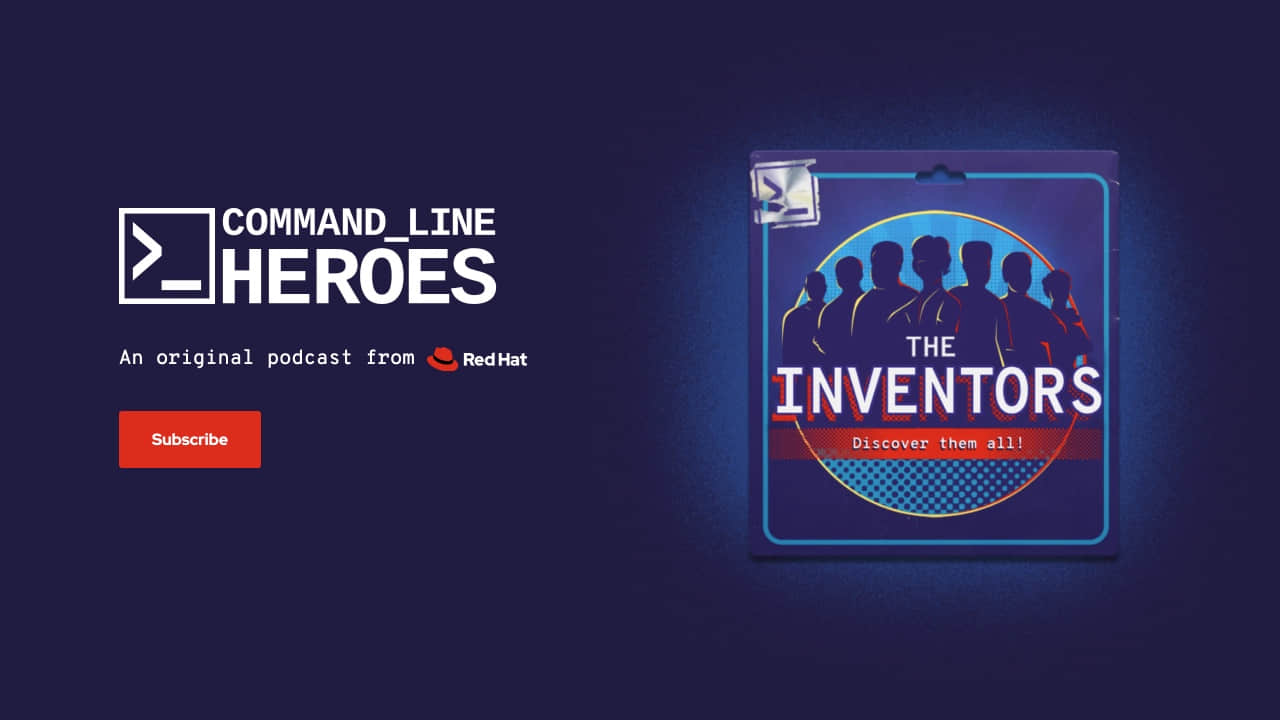 >_ COMMAND_LINE
HEROES
An original podcast from Red Hat
Subscribe
THE
INVENTORS
Discover them all!